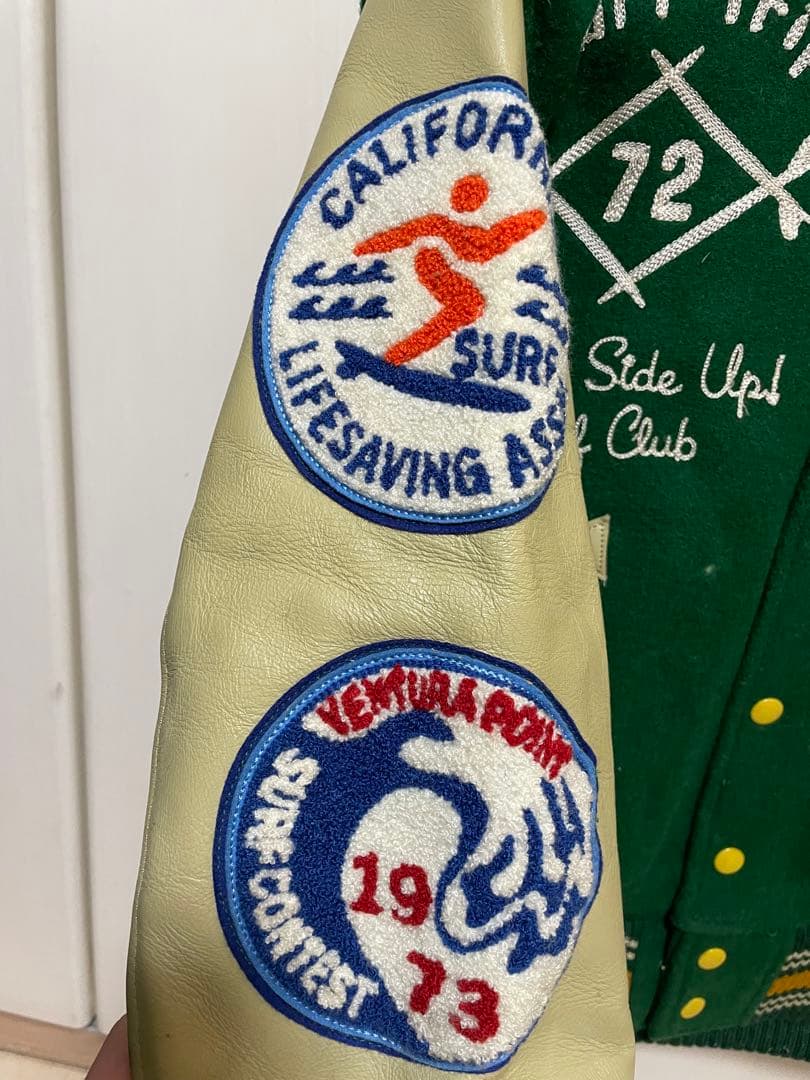 CALIFORN
SURF
LIFESAVING ASS
72
Side Up!
Club
VENTURA POINT
SURF CONTEST
19
73